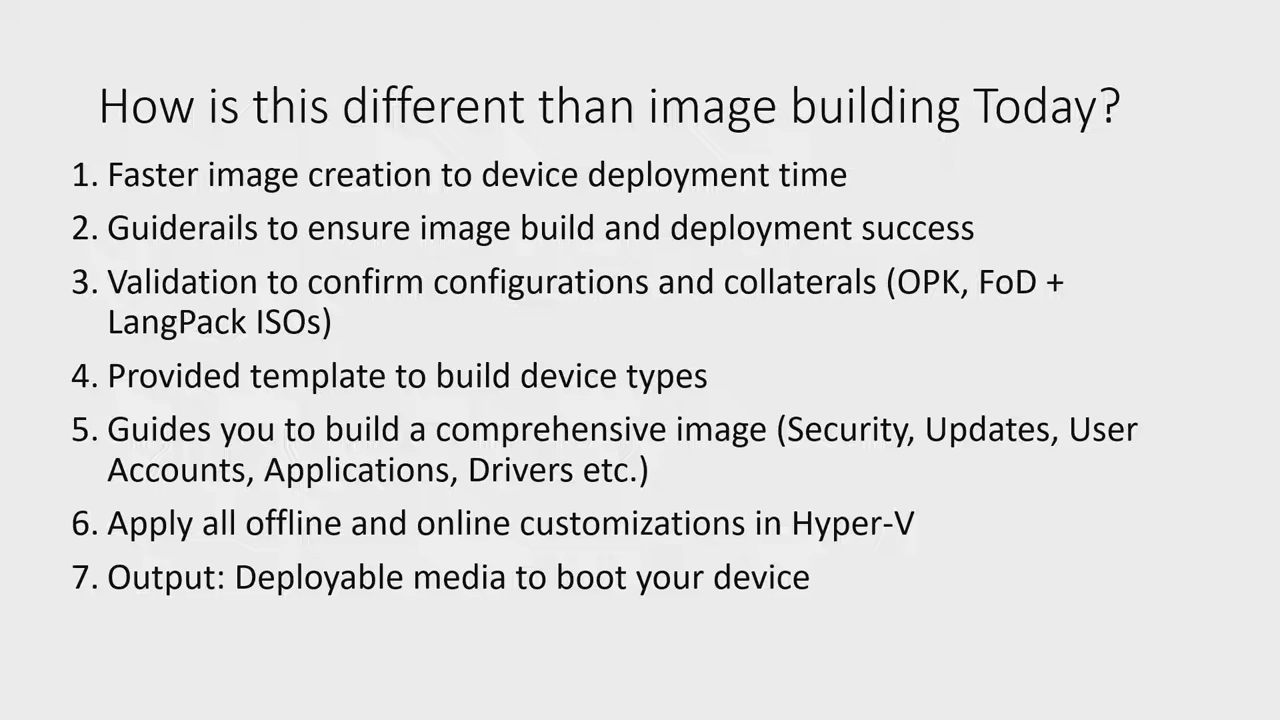 How is this different than image building Today?
1. Faster image creation to device deployment time
2. Guiderails to ensure image build and deployment success
3. Validation to confirm configurations and collaterals (OPK, FoD +
LangPack ISOs)
4. Provided template to build device types
5. Guides you to build a comprehensive image (Security, Updates, User
Accounts, Applications, Drivers etc.)
6. Apply all offline and online customizations in Hyper-V
7. Output: Deployable media to boot your device